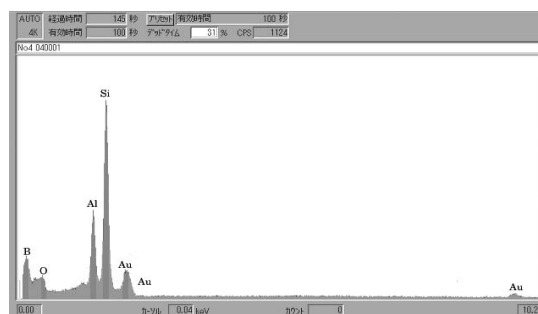 AUTO 経過時間 145 秒 プリセット 有効時間 100 秒
4K 有効時間 100 秒 デッドタイム 31 % CPS 1124
No4 040001
Si
Al
B
O
Au
Au
Au
0.00 カーソル 0.04 keV カウント 0 10.2